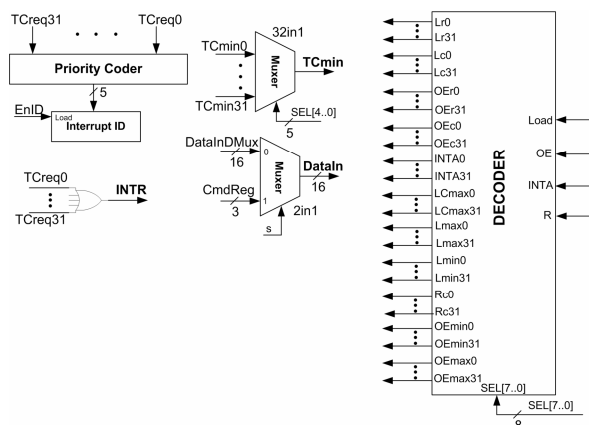 TCreq31 . . . TCreq0
Priority Coder
5
EnID
Load
Interrupt ID
TCreq0
INTR
TCreq31
32in1
TCmin0
TCmin
Muxer
TCmin31
SEL[4..0]
5
DataInDMux
0
16
Muxer
DataIn
16
CmdReg
3
1
2in1
s
Lr0
Lr31
Lc0
Lc31
OEr0
OEr31
OEc0
OEc31
INTA0
INTA31
LCmax0
LCmax31
Lmax0
Lmax31
Lmin0
Lmin31
Rc0
Rc31
OEmin0
OEmin31
OEmax0
OEmax31
DECODER
Load
OE
INTA
R
SEL[7..0]
SEL[7..0]
8